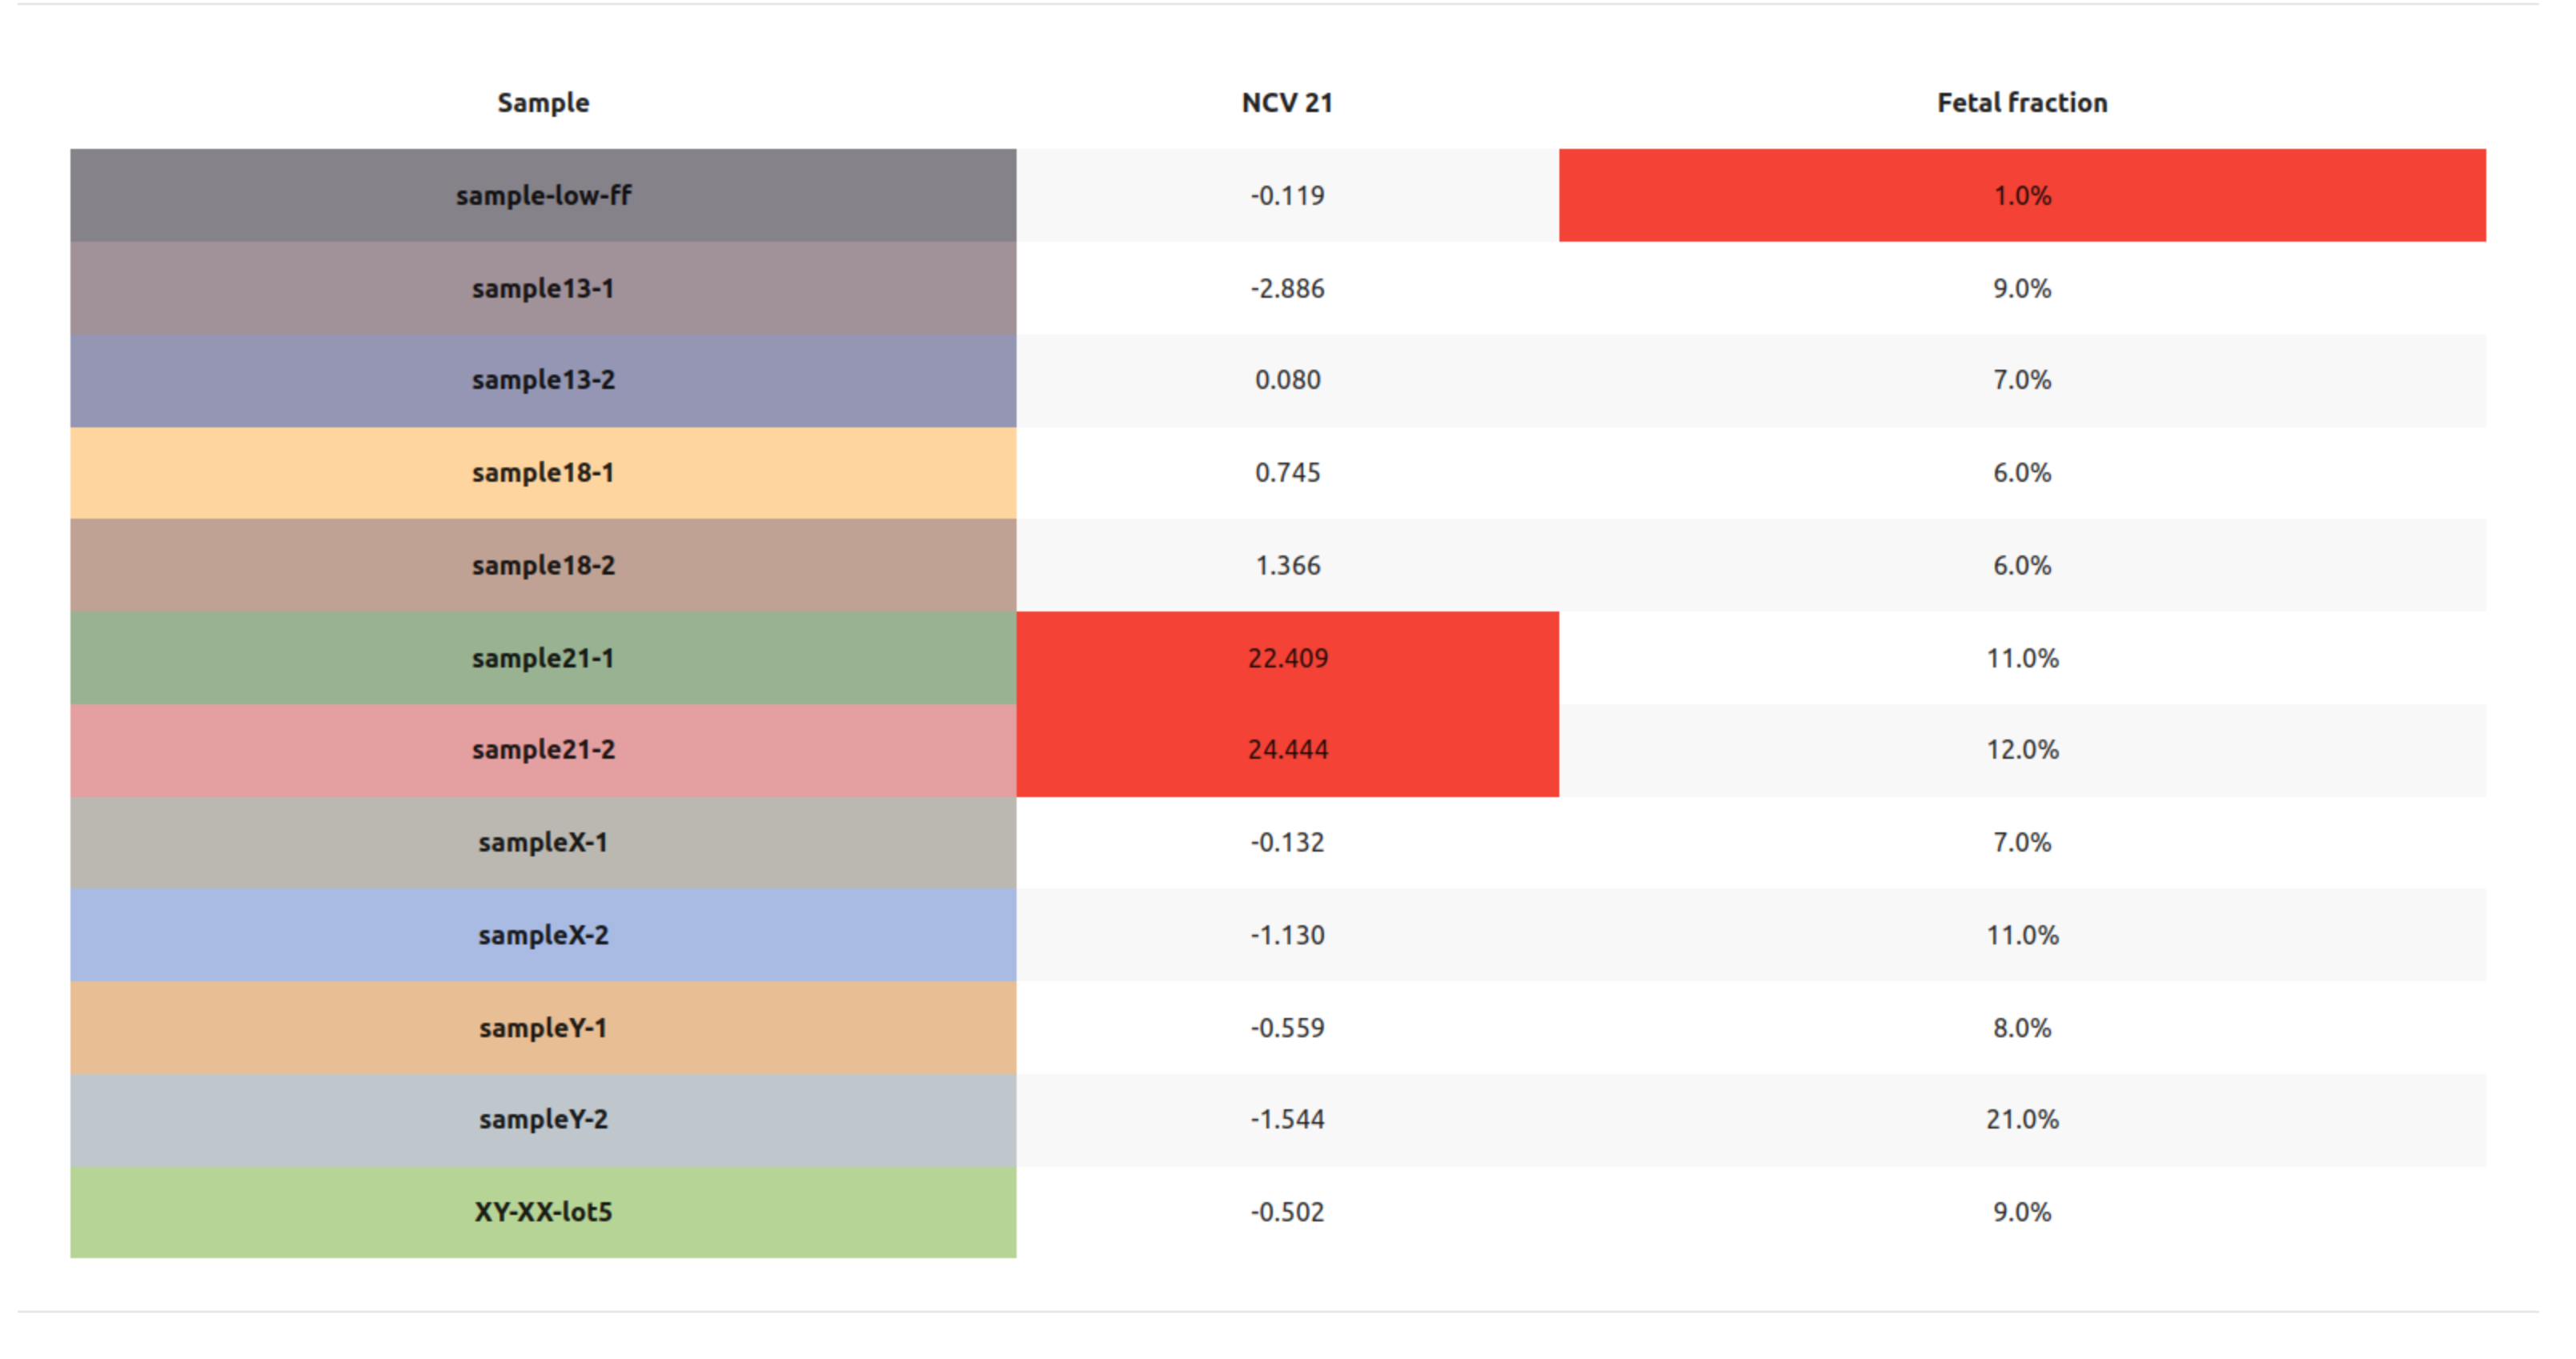 Sample NCV 21 Fetal fraction
sample-low-ff -0.119 1.0%
sample13-1 -2.886 9.0%
sample13-2 0.080 7.0%
sample18-1 0.745 6.0%
sample18-2 1.366 6.0%
sample21-1 22.409 11.0%
sample21-2 24.444 12.0%
sampleX-1 -0.132 7.0%
sampleX-2 -1.130 11.0%
sampleY-1 -0.559 8.0%
sampleY-2 -1.544 21.0%
XY-XX-lot5 -0.502 9.0%